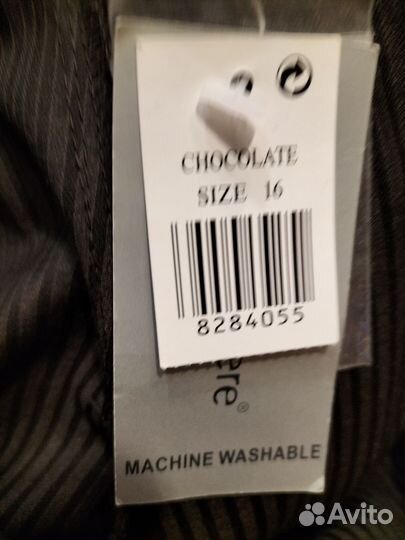 CHOCOLATE
SIZE 16
8284055
MACHINE WASHABLE
Avito